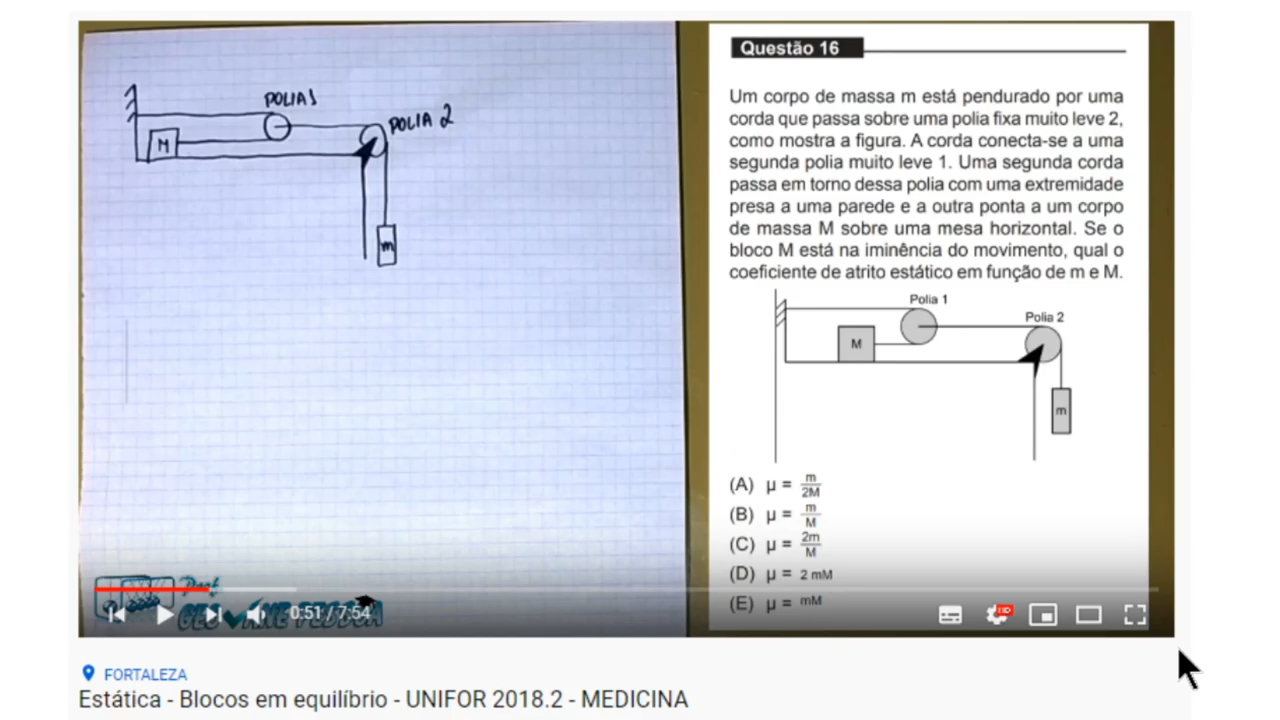 POLIA 1
POLIA 2
M
m
Questão 16
Um corpo de massa m está pendurado por uma
corda que passa sobre uma polia fixa muito leve 2,
como mostra a figura. A corda conecta-se a uma
segunda polia muito leve 1. Uma segunda corda
passa em torno dessa polia com uma extremidade
presa a uma parede e a outra ponta a um corpo
de massa M sobre uma mesa horizontal. Se o
bloco M está na iminência do movimento, qual o
coeficiente de atrito estático em função de m e M.
Polia 1
Polia 2
M
m
(A) μ = m/2M
(B) μ = m/M
(C) μ = 2m/M
(D) μ = 2 mM
(E) μ = mM
Prof.
GEOVANE PESSOA
0:51 / 7:54
HD
FORTALEZA
Estática - Blocos em equilíbrio - UNIFOR 2018.2 - MEDICINA